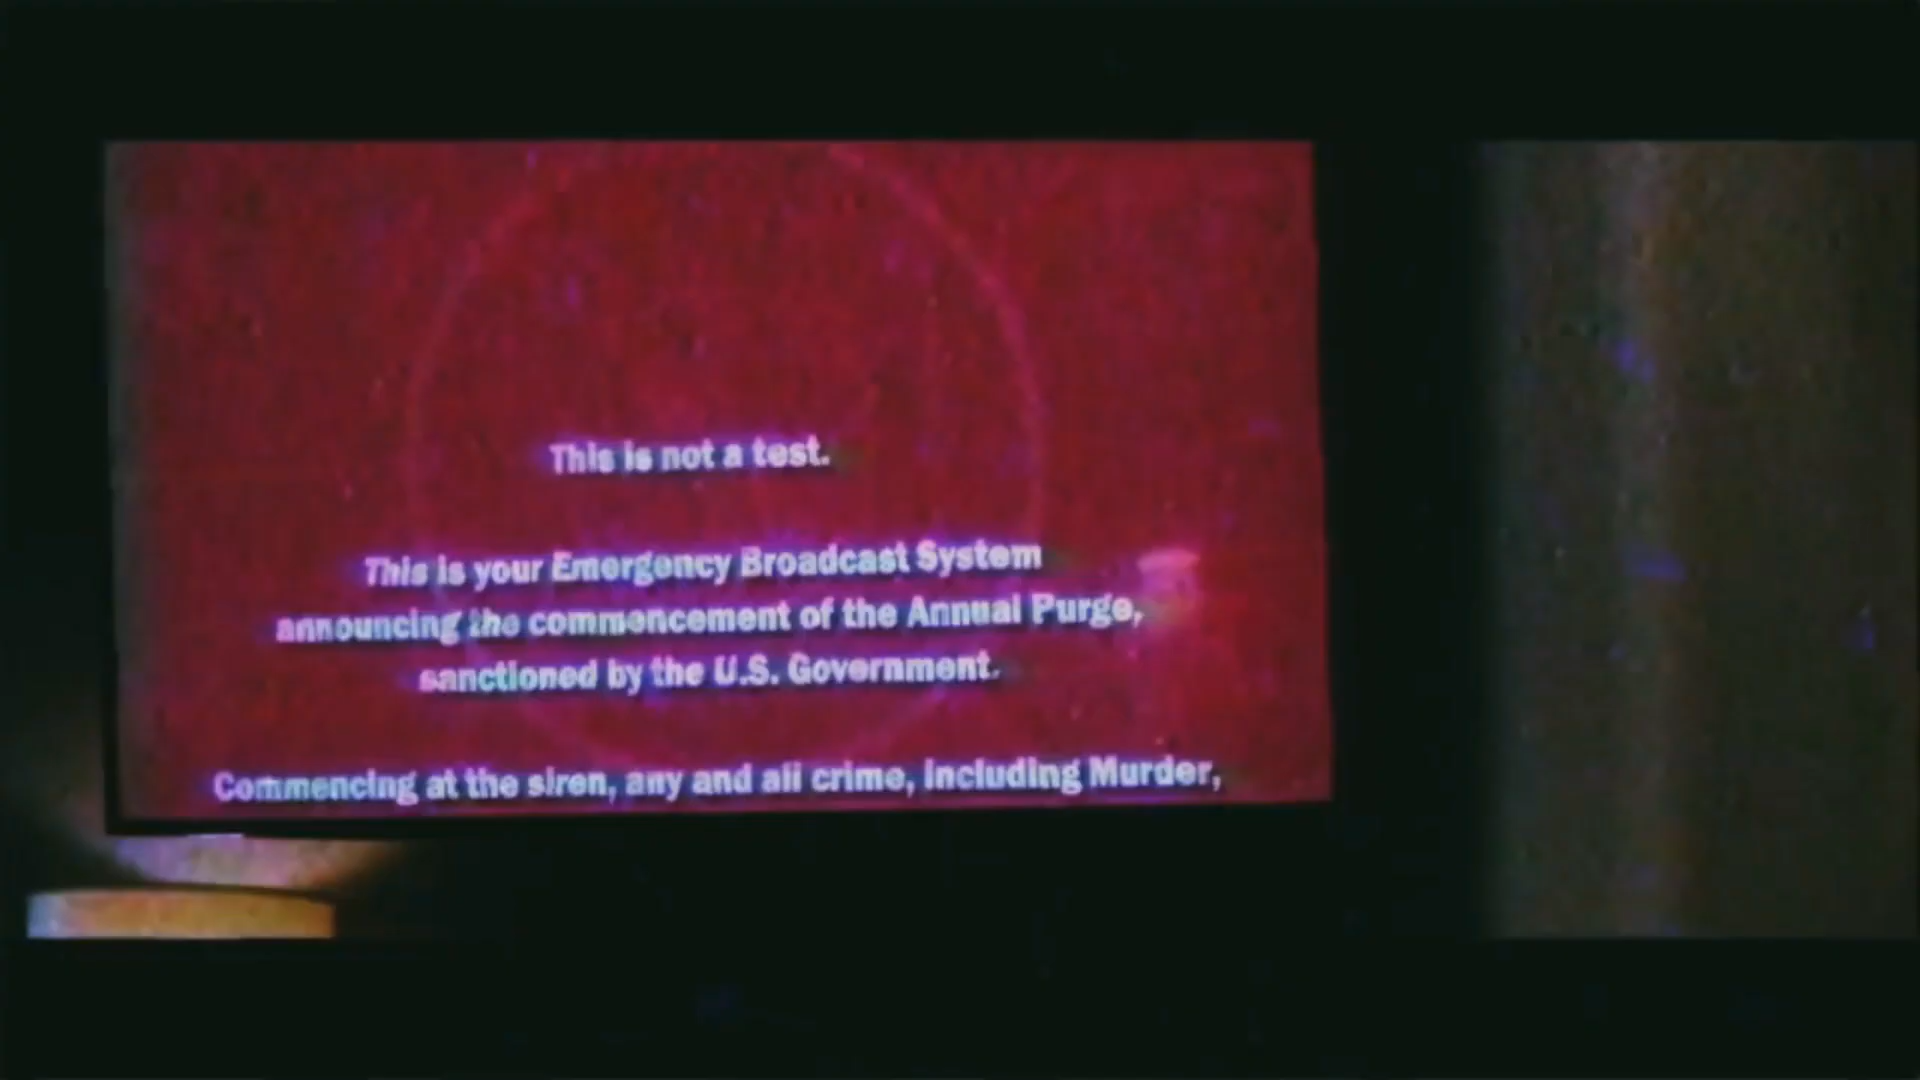 This is not a test.
This is your Emergency Broadcast System
announcing the commencement of the Annual Purge,
sanctioned by the U.S. Government.
Commencing at the siren, any and all crime, including Murder,